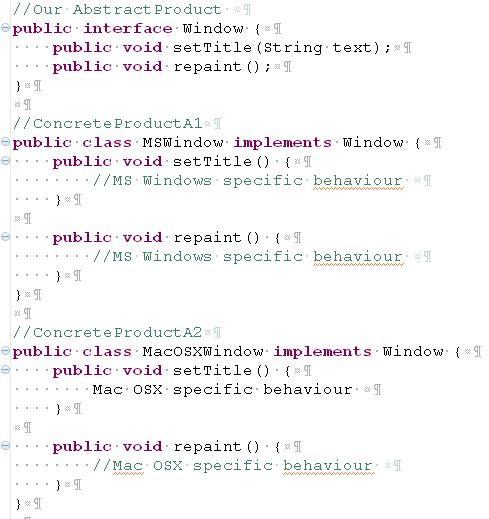 //Our AbstractProduct
public interface Window {
    public void setTitle(String text);
    public void repaint();
}

//ConcreteProductA1
public class MSWindow implements Window {
    public void setTitle() {
        //MS Windows specific behaviour
    }

    public void repaint() {
        //MS Windows specific behaviour
    }
}

//ConcreteProductA2
public class MacOSXWindow implements Window {
    public void setTitle() {
        Mac OSX specific behaviour
    }

    public void repaint() {
        //Mac OSX specific behaviour
    }
}